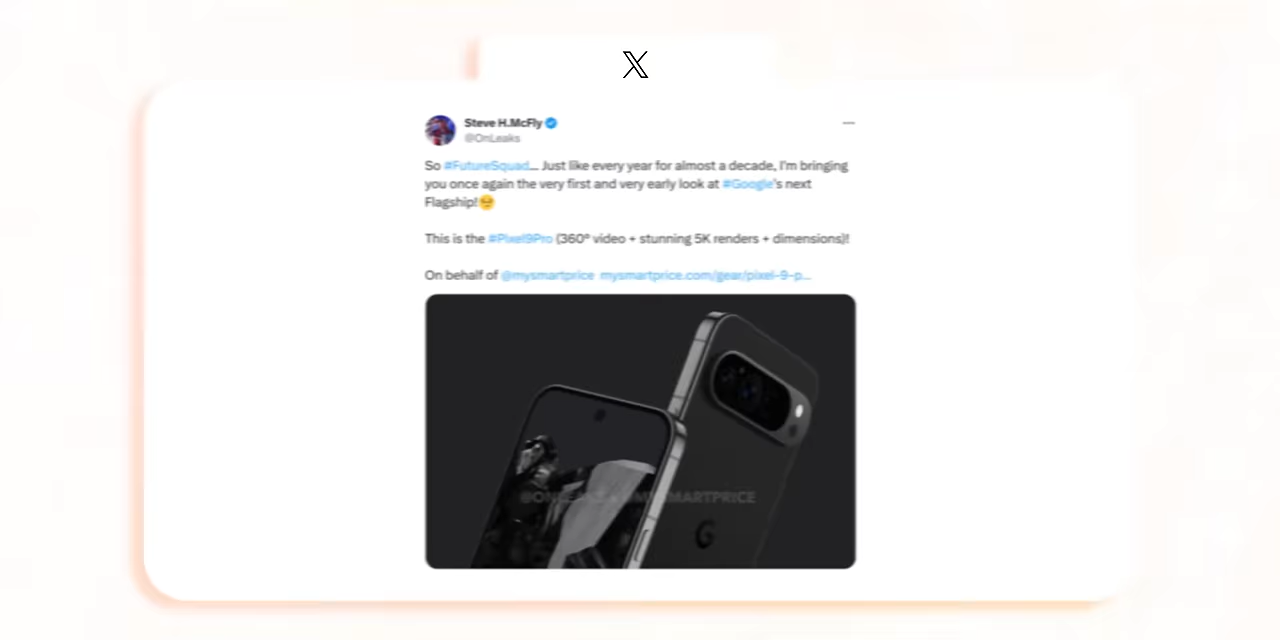 Steve H.McFly
@OnLeaks
So #FutureSquad... Just like every year for almost a decade, I'm bringing
you once again the very first and very early look at #Google's next
Flagship!🥹
This is the #Pixel9Pro (360° video + stunning 5K renders + dimensions)!
On behalf of @mysmartprice mysmartprice.com/gear/pixel-9-p...
SMARTPRICE
G